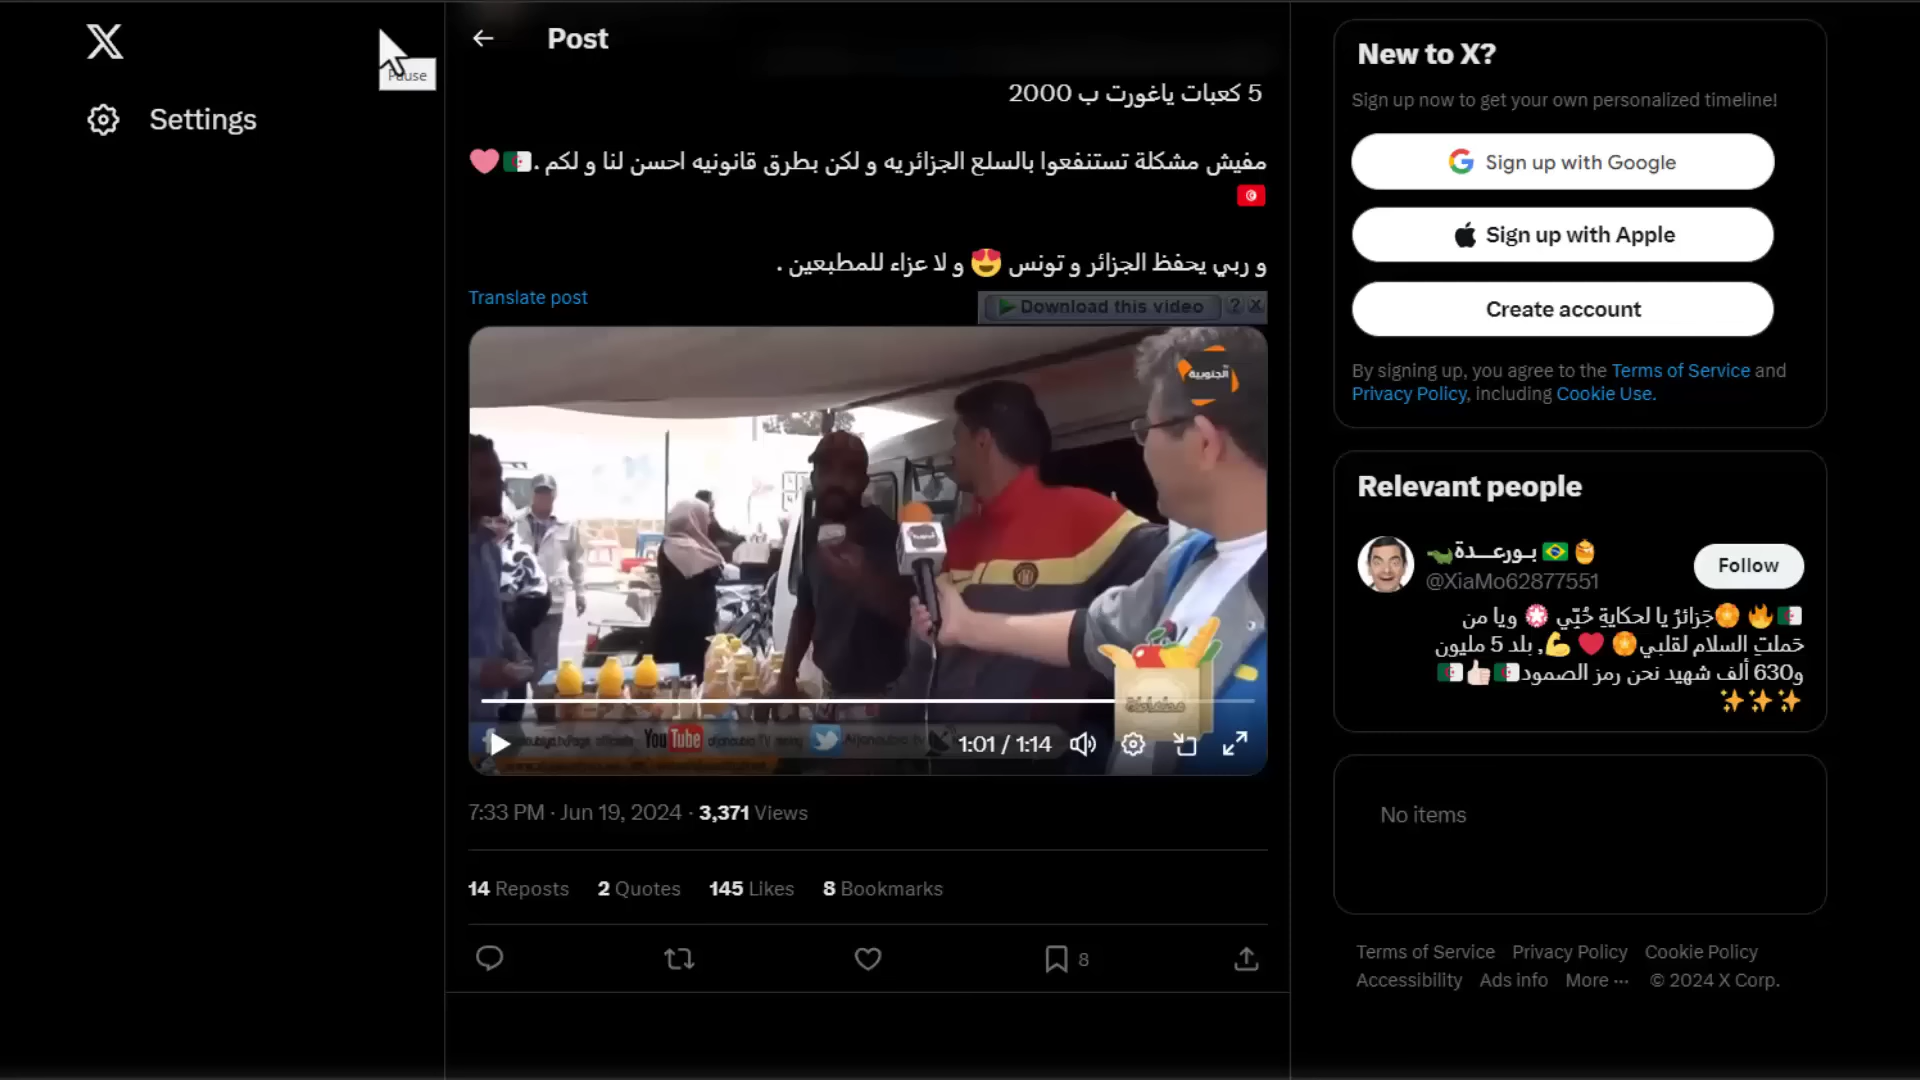 Pause
Settings
Post
5 كعبات ياغورت ب 2000
مفيش مشكلة تستنفعوا بالسلع الجزائريه و لكن بطرق قانونيه احسن لنا و لكم .🇩🇿❤️
🇹🇳
و ربي يحفظ الجزائر و تونس 😍 و لا عزاء للمطبعين .
Translate post
Download this video ? X
الجنوبية
YouTube aljanoubia TV
1:01 / 1:14
7:33 PM · Jun 19, 2024 · 3,371 Views
14 Reposts 2 Quotes 145 Likes 8 Bookmarks
8
New to X?
Sign up now to get your own personalized timeline!
Sign up with Google
Sign up with Apple
Create account
By signing up, you agree to the Terms of Service and
Privacy Policy, including Cookie Use.
Relevant people
بـورعـــدة
@XiaMo62877551
Follow
🇩🇿🔥🏵️جَزائرُ يا لحكايةِ حُبّي 💮 ويا من
حَملتِ السلام لقلبي🏵️ ❤️ 💪, بلد 5 مليون
و630 ألف شهيد نحن رمز الصمود🇩🇿👍🏻🇩🇿
✨✨✨
No items
Terms of Service Privacy Policy Cookie Policy
Accessibility Ads info More ··· © 2024 X Corp.